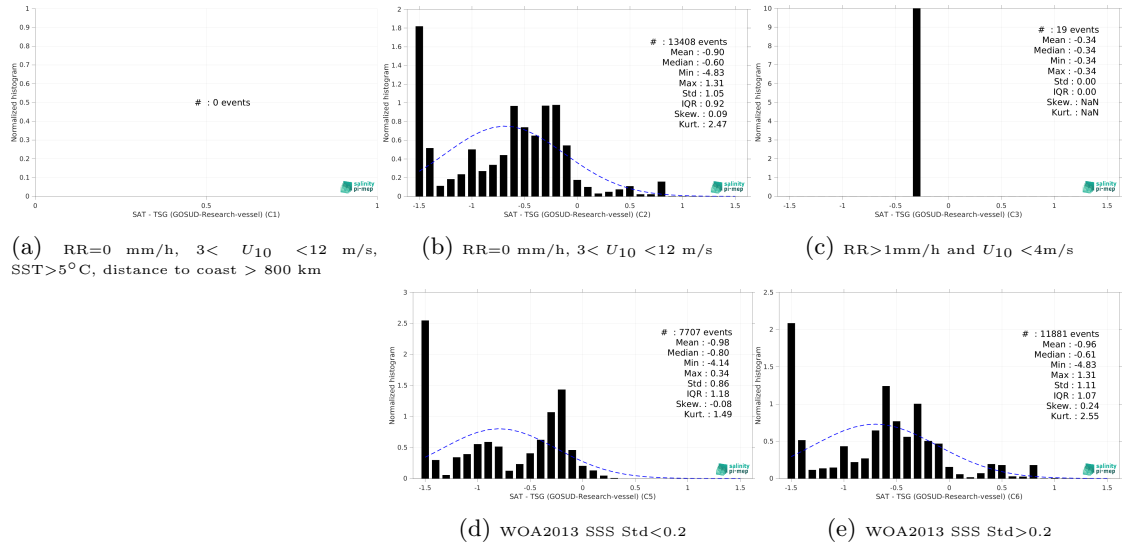 1
0.9
0.8
0.7
0.6
0.5
0.4
0.3
0.2
0.1
0
Normalized histogram
# : 0 events
salinity
pi-mep
0 0.5 1
SAT - TSG (GOSUD-Research-vessel) (C1)
(a) RR=0 mm/h, 3< U10 <12 m/s,
SST>5°C, distance to coast > 800 km
2
1.8
1.6
1.4
1.2
1
0.8
0.6
0.4
0.2
0
Normalized histogram
# : 13408 events
Mean : -0.90
Median : -0.60
Min : -4.83
Max : 1.31
Std : 1.05
IQR : 0.92
Skew. : 0.09
Kurt. : 2.47
salinity
pi-mep
-1.5 -1 -0.5 0 0.5 1 1.5
SAT - TSG (GOSUD-Research-vessel) (C2)
(b) RR=0 mm/h, 3< U10 <12 m/s
10
9
8
7
6
5
4
3
2
1
0
Normalized histogram
# : 19 events
Mean : -0.34
Median : -0.34
Min : -0.34
Max : -0.34
Std : 0.00
IQR : 0.00
Skew. : NaN
Kurt. : NaN
salinity
pi-mep
-1.5 -1 -0.5 0 0.5 1 1.5
SAT - TSG (GOSUD-Research-vessel) (C3)
(c) RR>1mm/h and U10 <4m/s
3
2.5
2
1.5
1
0.5
0
Normalized histogram
# : 7707 events
Mean : -0.98
Median : -0.80
Min : -4.14
Max : 0.34
Std : 0.86
IQR : 1.18
Skew. : -0.08
Kurt. : 1.49
salinity
pi-mep
-1.5 -1 -0.5 0 0.5 1 1.5
SAT - TSG (GOSUD-Research-vessel) (C5)
(d) WOA2013 SSS Std<0.2
2.5
2
1.5
1
0.5
0
Normalized histogram
# : 11881 events
Mean : -0.96
Median : -0.61
Min : -4.83
Max : 1.31
Std : 1.11
IQR : 1.07
Skew. : 0.24
Kurt. : 2.55
salinity
pi-mep
-1.5 -1 -0.5 0 0.5 1 1.5
SAT - TSG (GOSUD-Research-vessel) (C6)
(e) WOA2013 SSS Std>0.2